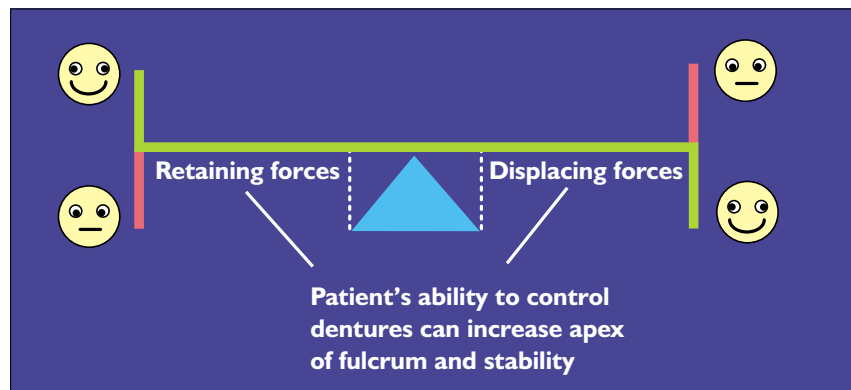 Retaining forces
Displacing forces
Patient’s ability to control
dentures can increase apex
of fulcrum and stability